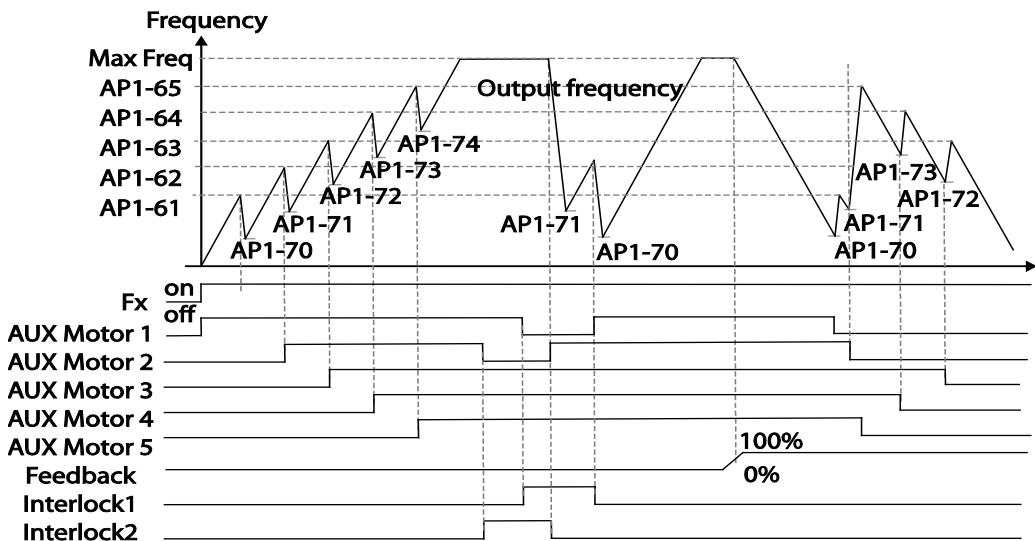 Frequency
Max Freq
AP1-65
AP1-64
AP1-63
AP1-62
AP1-61
Output frequency
AP1-74
AP1-73
AP1-72
AP1-71
AP1-70
AP1-71
AP1-70
AP1-73
AP1-72
AP1-71
AP1-70
on
Fx
off
AUX Motor 1
AUX Motor 2
AUX Motor 3
AUX Motor 4
AUX Motor 5
100%
Feedback
0%
Interlock1
Interlock2